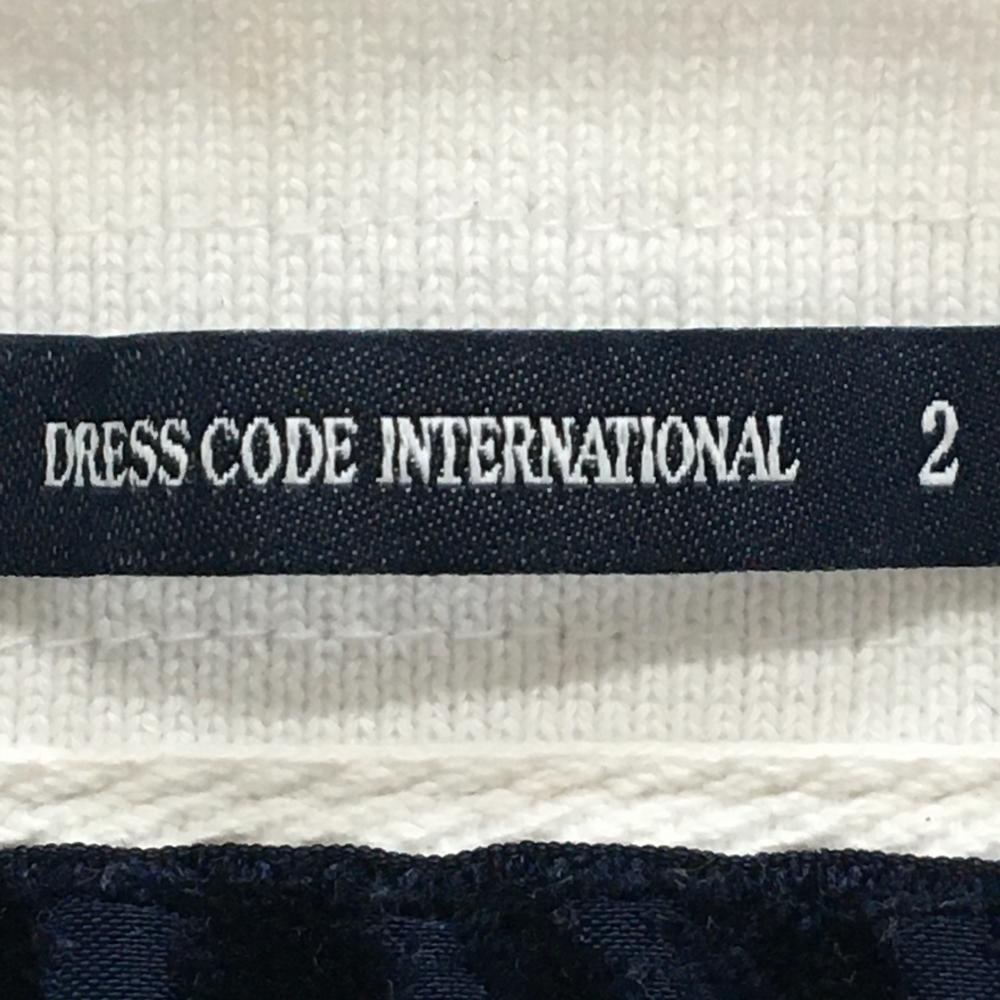 DRESS CODE INTERNATIONAL 2